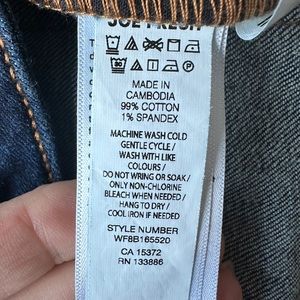 JOE FRESH
MADE IN
CAMBODIA
99% COTTON
1% SPANDEX
MACHINE WASH COLD
GENTLE CYCLE /
WASH WITH LIKE
COLOURS /
DO NOT WRING OR SOAK /
ONLY NON-CHLORINE
BLEACH WHEN NEEDED /
HANG TO DRY /
COOL IRON IF NEEDED
STYLE NUMBER
WF8B165520
CA 15372
RN 133886